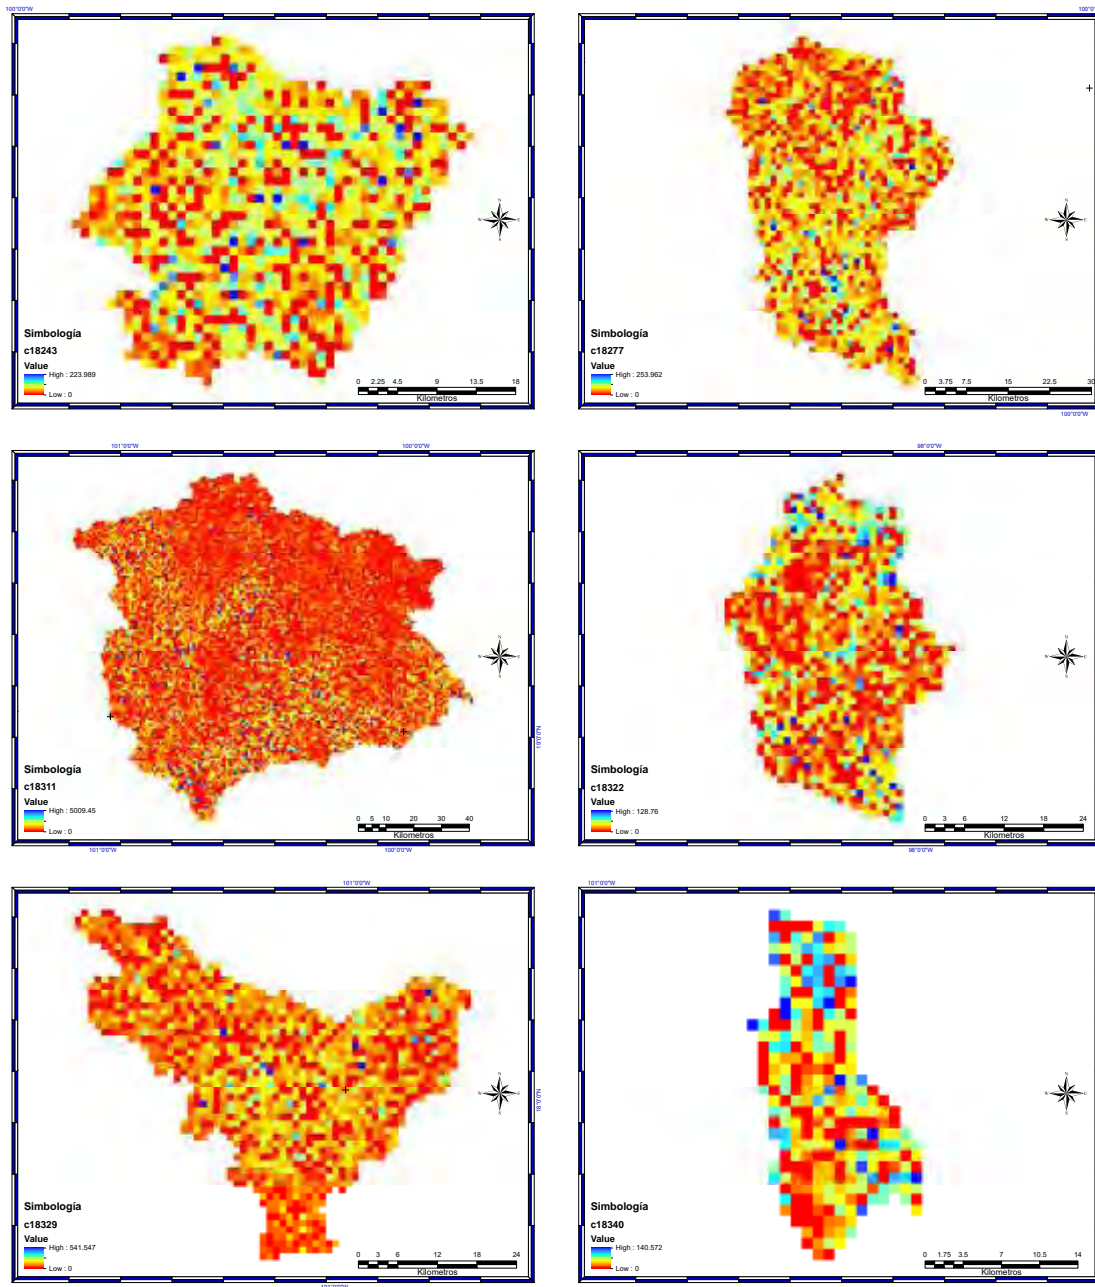 100°0'0"W
N
W
E
S
Simbología
c18243
Value
High : 223.989
Low : 0
0 2.25 4.5 9 13.5 18
Kilometros
N
W
E
S
Simbología
c18277
Value
High : 253.962
Low : 0
0 3.75 7.5 15 22.5 30
Kilometros
100°0'0"W
101°0'0"W 100°0'0"W
N
W
E
S
19°0'0"N
Simbología
c18311
Value
High : 5009.45
Low : 0
0 5 10 20 30 40
Kilometros
101°0'0"W 100°0'0"W
98°0'0"W
N
W
E
S
Simbología
c18322
Value
High : 128.76
Low : 0
0 3 6 12 18 24
Kilometros
98°0'0"W
101°0'0"W
N
W
E
S
18°0'0"N
Simbología
c18329
Value
High : 541.547
Low : 0
0 3 6 12 18 24
Kilometros
101°0'0"W
N
W
E
S
Simbología
c18340
Value
High : 140.572
Low : 0
0 1.75 3.5 7 10.5 14
Kilometros